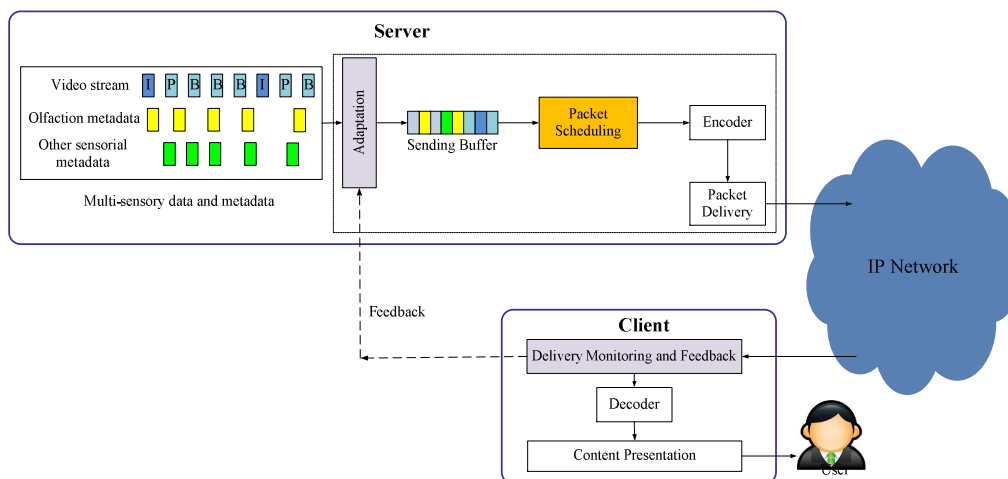 Server
Video stream
I P B B B I P B
Olfaction metadata
Other sensorial
metadata
Multi-sensory data and metadata
Adaptation
Sending Buffer
Packet
Scheduling
Encoder
Packet
Delivery
IP Network
Feedback
Client
Delivery Monitoring and Feedback
Decoder
Content Presentation
User